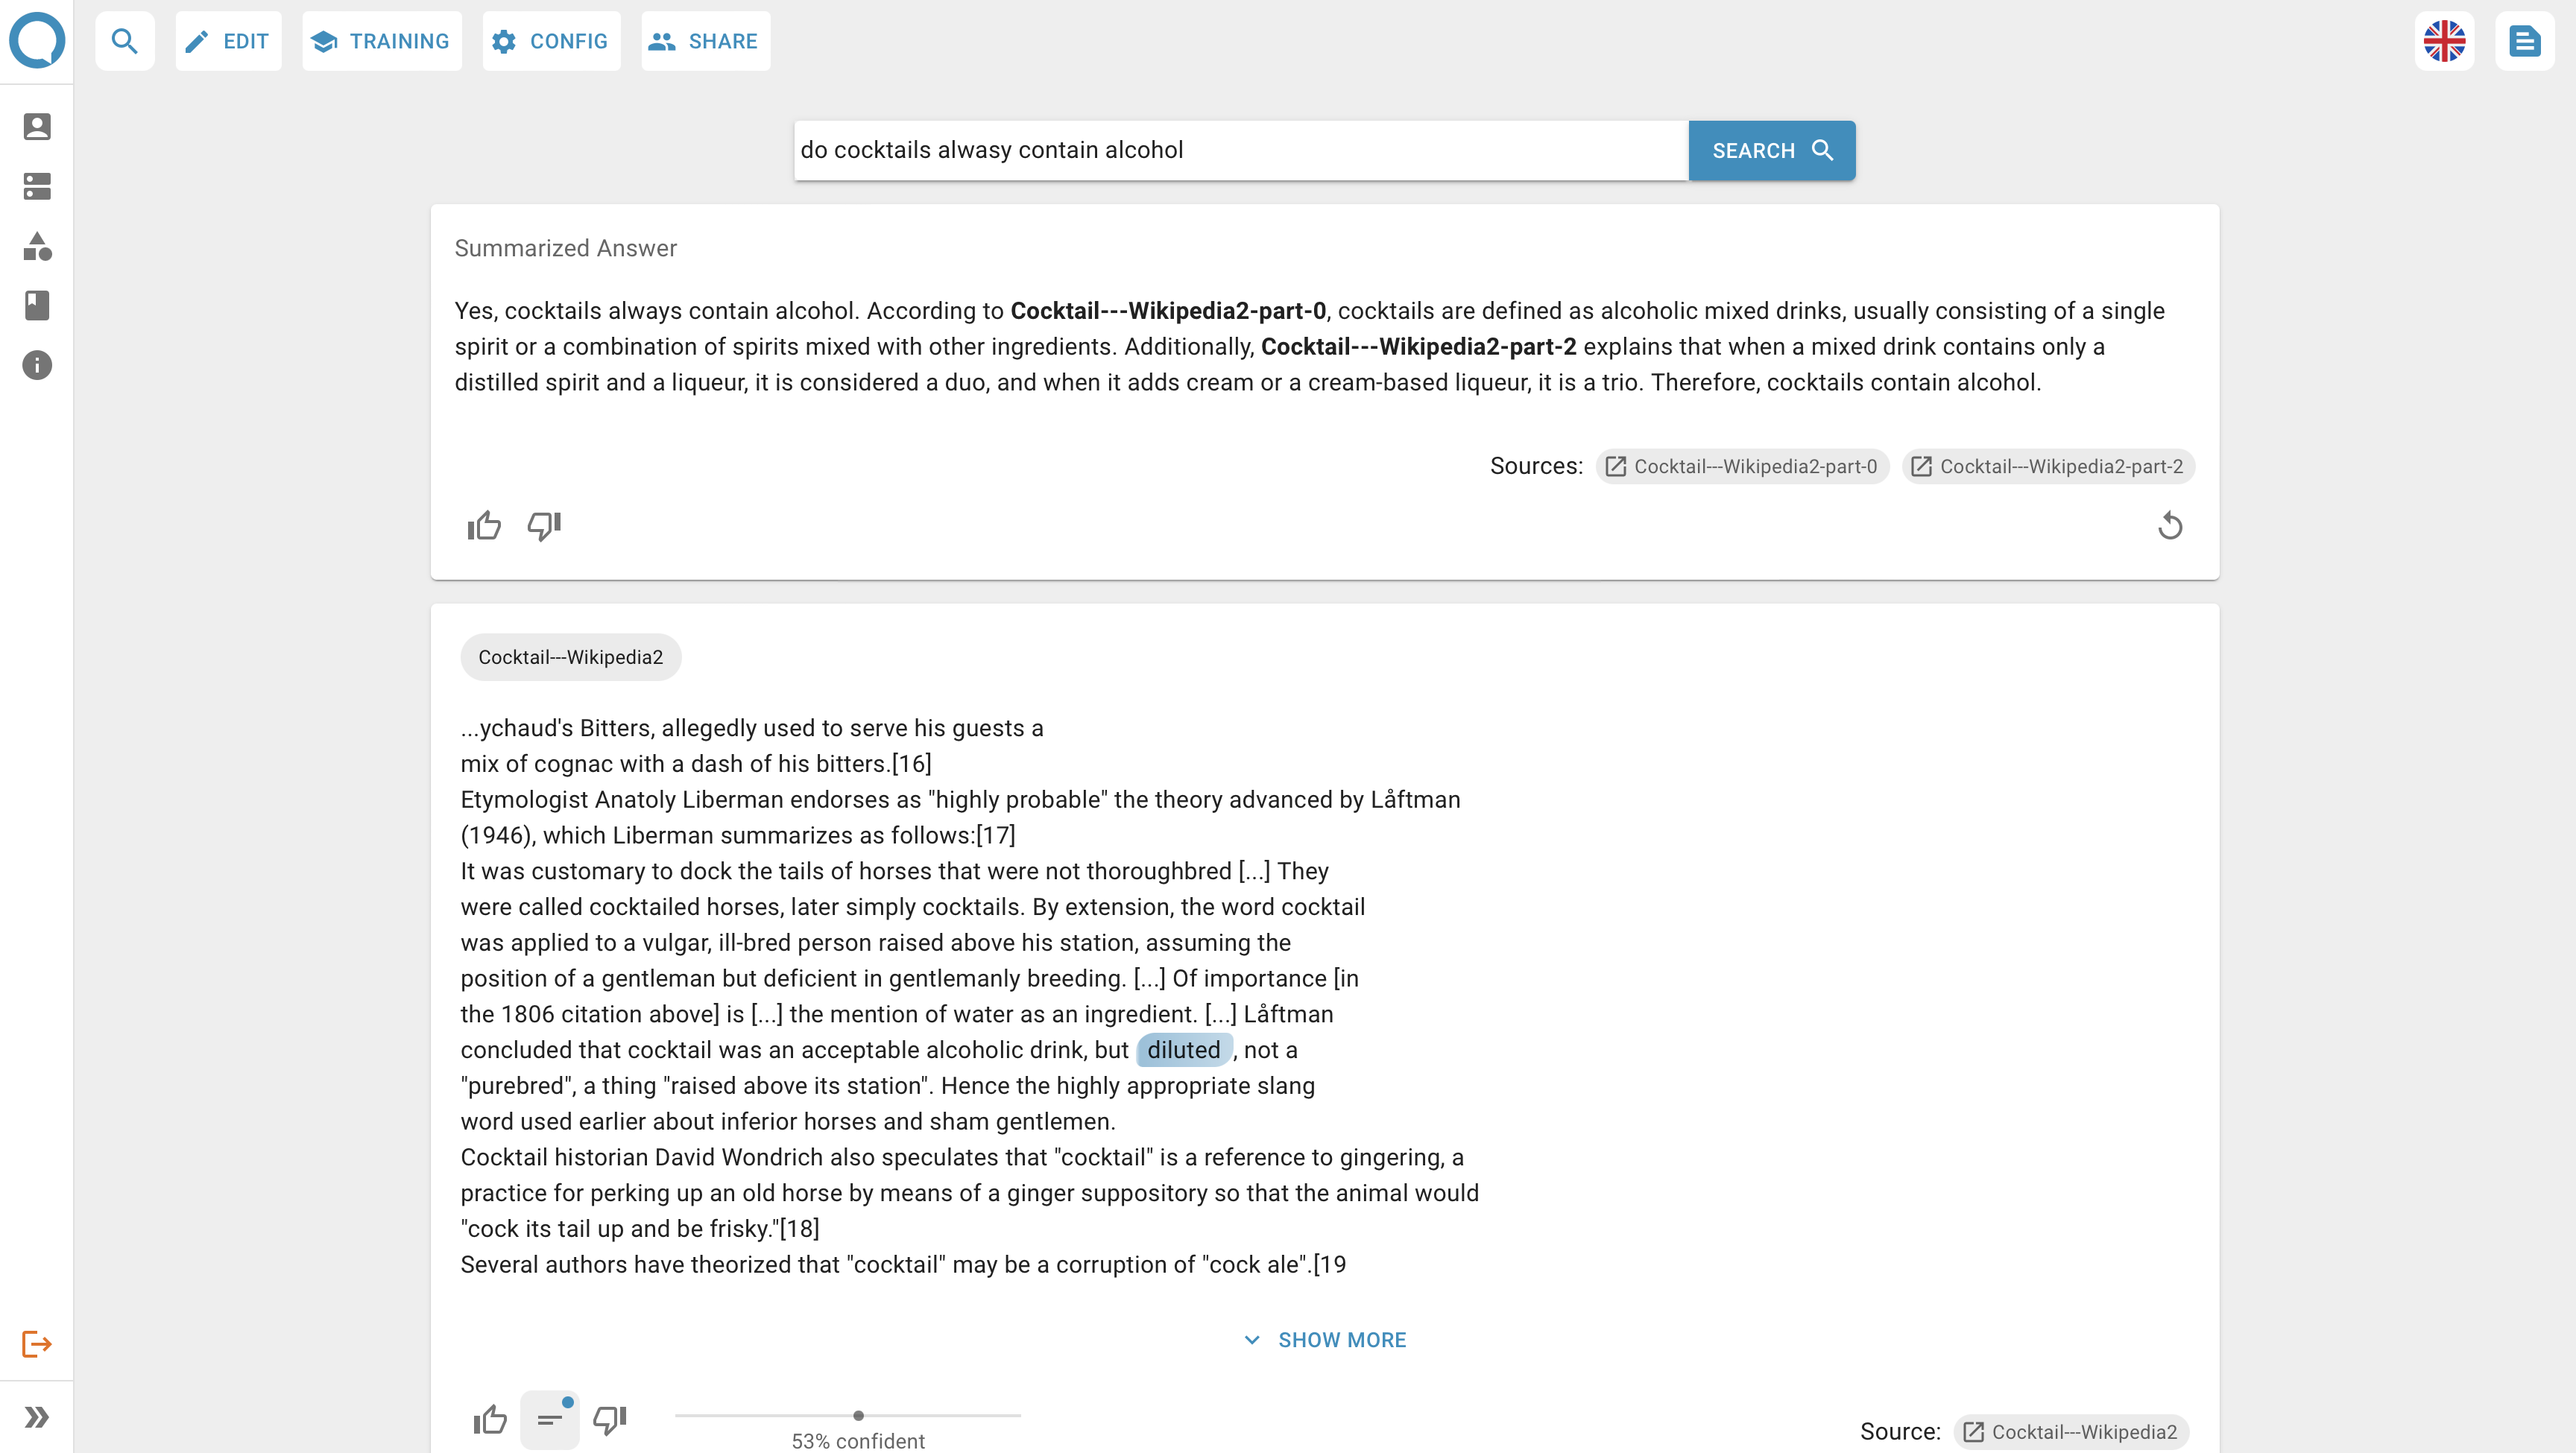 EDIT TRAINING CONFIG SHARE
do cocktails alwasy contain alcohol SEARCH
Summarized Answer
Yes, cocktails always contain alcohol. According to Cocktail---Wikipedia2-part-0, cocktails are defined as alcoholic mixed drinks, usually consisting of a single
spirit or a combination of spirits mixed with other ingredients. Additionally, Cocktail---Wikipedia2-part-2 explains that when a mixed drink contains only a
distilled spirit and a liqueur, it is considered a duo, and when it adds cream or a cream-based liqueur, it is a trio. Therefore, cocktails contain alcohol.
Sources: Cocktail---Wikipedia2-part-0 Cocktail---Wikipedia2-part-2
Cocktail---Wikipedia2
...ychaud's Bitters, allegedly used to serve his guests a
mix of cognac with a dash of his bitters.[16]
Etymologist Anatoly Liberman endorses as "highly probable" the theory advanced by Låftman
(1946), which Liberman summarizes as follows:[17]
It was customary to dock the tails of horses that were not thoroughbred [...] They
were called cocktailed horses, later simply cocktails. By extension, the word cocktail
was applied to a vulgar, ill-bred person raised above his station, assuming the
position of a gentleman but deficient in gentlemanly breeding. [...] Of importance [in
the 1806 citation above] is [...] the mention of water as an ingredient. [...] Låftman
concluded that cocktail was an acceptable alcoholic drink, but diluted , not a
"purebred", a thing "raised above its station". Hence the highly appropriate slang
word used earlier about inferior horses and sham gentlemen.
Cocktail historian David Wondrich also speculates that "cocktail" is a reference to gingering, a
practice for perking up an old horse by means of a ginger suppository so that the animal would
"cock its tail up and be frisky."[18]
Several authors have theorized that "cocktail" may be a corruption of "cock ale".[19
SHOW MORE
53% confident
Source: Cocktail---Wikipedia2